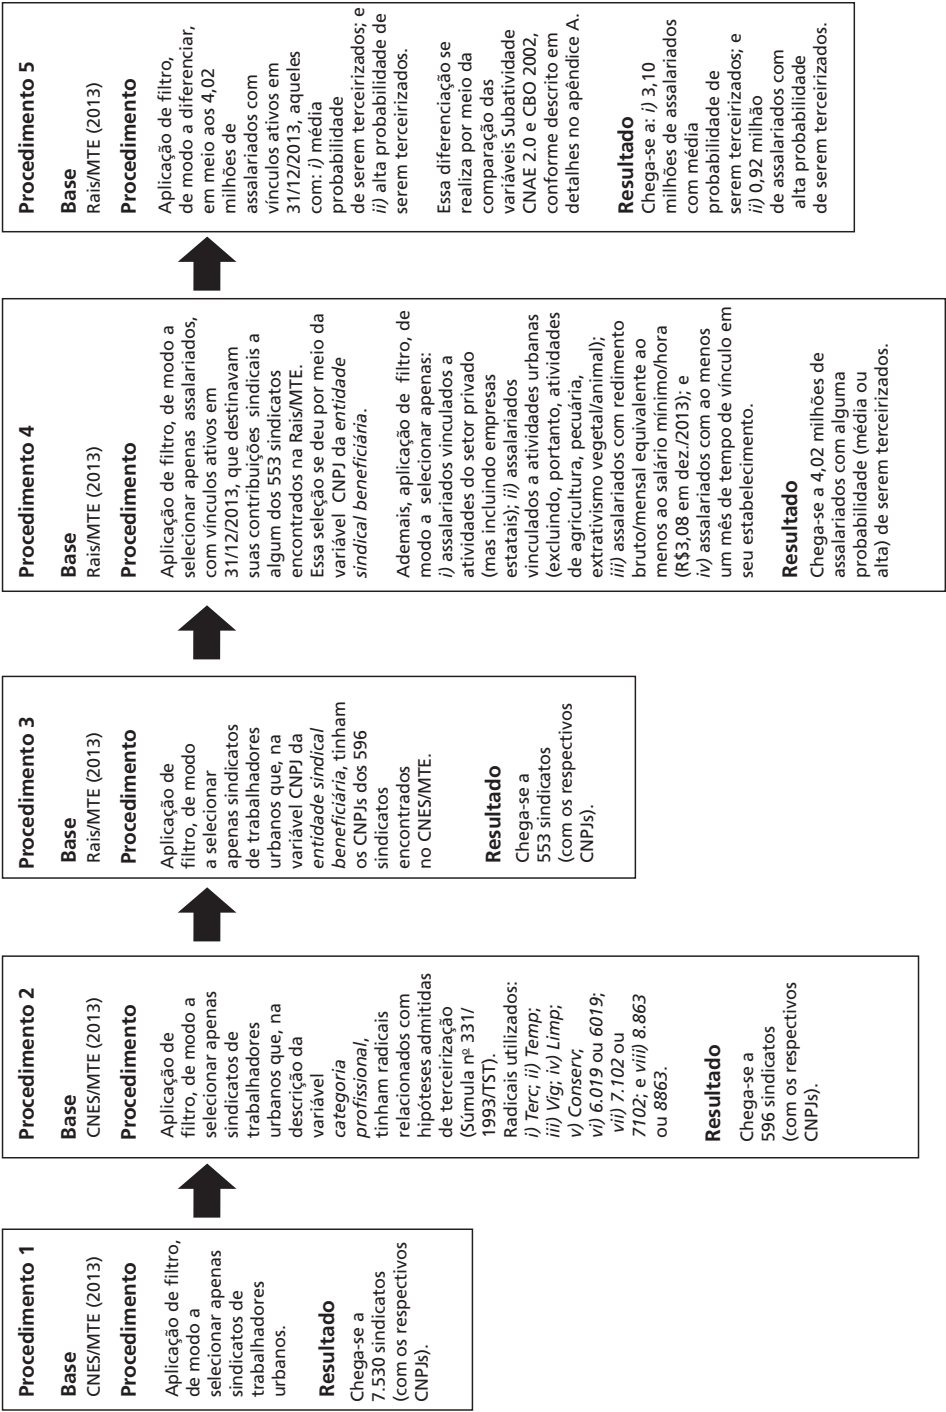 Procedimento 1
Base
CNES/MTE (2013)
Procedimento
Aplicação de filtro,
de modo a
selecionar apenas
sindicatos de
trabalhadores
urbanos.
Resultado
Chega-se a
7.530 sindicatos
(com os respectivos
CNPJs).
Procedimento 2
Base
CNES/MTE (2013)
Procedimento
Aplicação de
filtro, de modo a
selecionar apenas
sindicatos de
trabalhadores
urbanos que, na
descrição da
variável
categoria
profissional,
tinham radicais
relacionados com
hipóteses admitidas
de terceirização
(Súmula nº 331/
1993/TST).
Radicais utilizados:
i) Terc; ii) Temp;
iii) Vig; iv) Limp;
v) Conserv;
vi) 6.019 ou 6019;
vii) 7.102 ou
7102; e viii) 8.863
ou 8863.
Resultado
Chega-se a
596 sindicatos
(com os respectivos
CNPJs).
Procedimento 3
Base
Rais/MTE (2013)
Procedimento
Aplicação de
filtro, de modo
a selecionar
apenas sindicatos
de trabalhadores
urbanos que, na
variável CNPJ da
entidade sindical
beneficiária, tinham
os CNPJs dos 596
sindicatos
encontrados
no CNES/MTE.
Resultado
Chega-se a
553 sindicatos
(com os respectivos
CNPJs).
Procedimento 4
Base
Rais/MTE (2013)
Procedimento
Aplicação de filtro, de modo a
selecionar apenas assalariados,
com vínculos ativos em
31/12/2013, que destinavam
suas contribuições sindicais a
algum dos 553 sindicatos
encontrados na Rais/MTE.
Essa seleção se deu por meio da
variável CNPJ da entidade
sindical beneficiária.
Ademais, aplicação de filtro, de
modo a selecionar apenas:
i) assalariados vinculados a
atividades do setor privado
(mas incluindo empresas
estatais); ii) assalariados
vinculados a atividades urbanas
(excluindo, portanto, atividades
de agricultura, pecuária,
extrativismo vegetal/animal);
iii) assalariados com redimento
bruto/mensal equivalente ao
menos ao salário mínimo/hora
(R$3,08 em dez./2013); e
iv) assalariados com ao menos
um mês de tempo de vínculo em
seu estabelecimento.
Resultado
Chega-se a 4,02 milhões de
assalariados com alguma
probabilidade (média ou
alta) de serem terceirizados.
Procedimento 5
Base
Rais/MTE (2013)
Procedimento
Aplicação de filtro,
de modo a diferenciar,
em meio aos 4,02
milhões de
assalariados com
vínculos ativos em
31/12/2013, aqueles
com: i) média
probabilidade
de serem terceirizados; e
ii) alta probabilidade de
serem terceirizados.
Essa diferenciação se
realiza por meio da
comparação das
variáveis Subatividade
CNAE 2.0 e CBO 2002,
conforme descrito em
detalhes no apêndice A.
Resultado
Chega-se a: i) 3,10
milhões de assalariados
com média
probabilidade de
serem terceirizados; e
ii) 0,92 milhão
de assalariados com
alta probabilidade
de serem terceirizados.